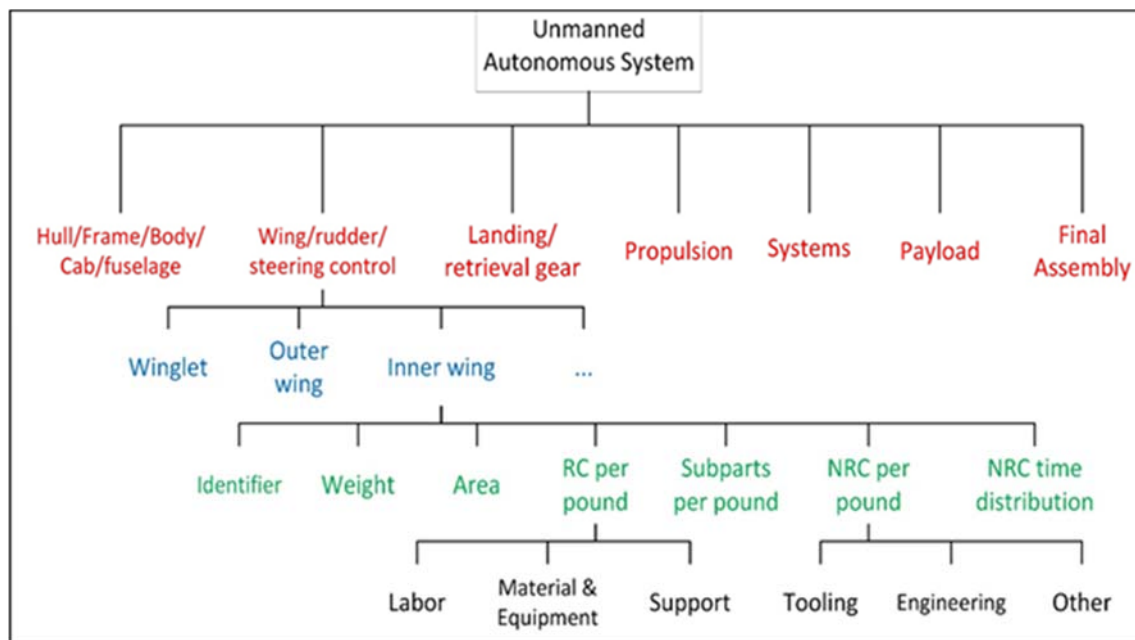 Unmanned
Autonomous System
Hull/Frame/Body/
Cab/fuselage
Wing/rudder/
steering control
Landing/
retrieval gear
Propulsion
Systems
Payload
Final
Assembly
Winglet
Outer
wing
Inner wing
...
Identifier
Weight
Area
RC per
pound
Subparts
per pound
NRC per
pound
NRC time
distribution
Labor
Material &
Equipment
Support
Tooling
Engineering
Other